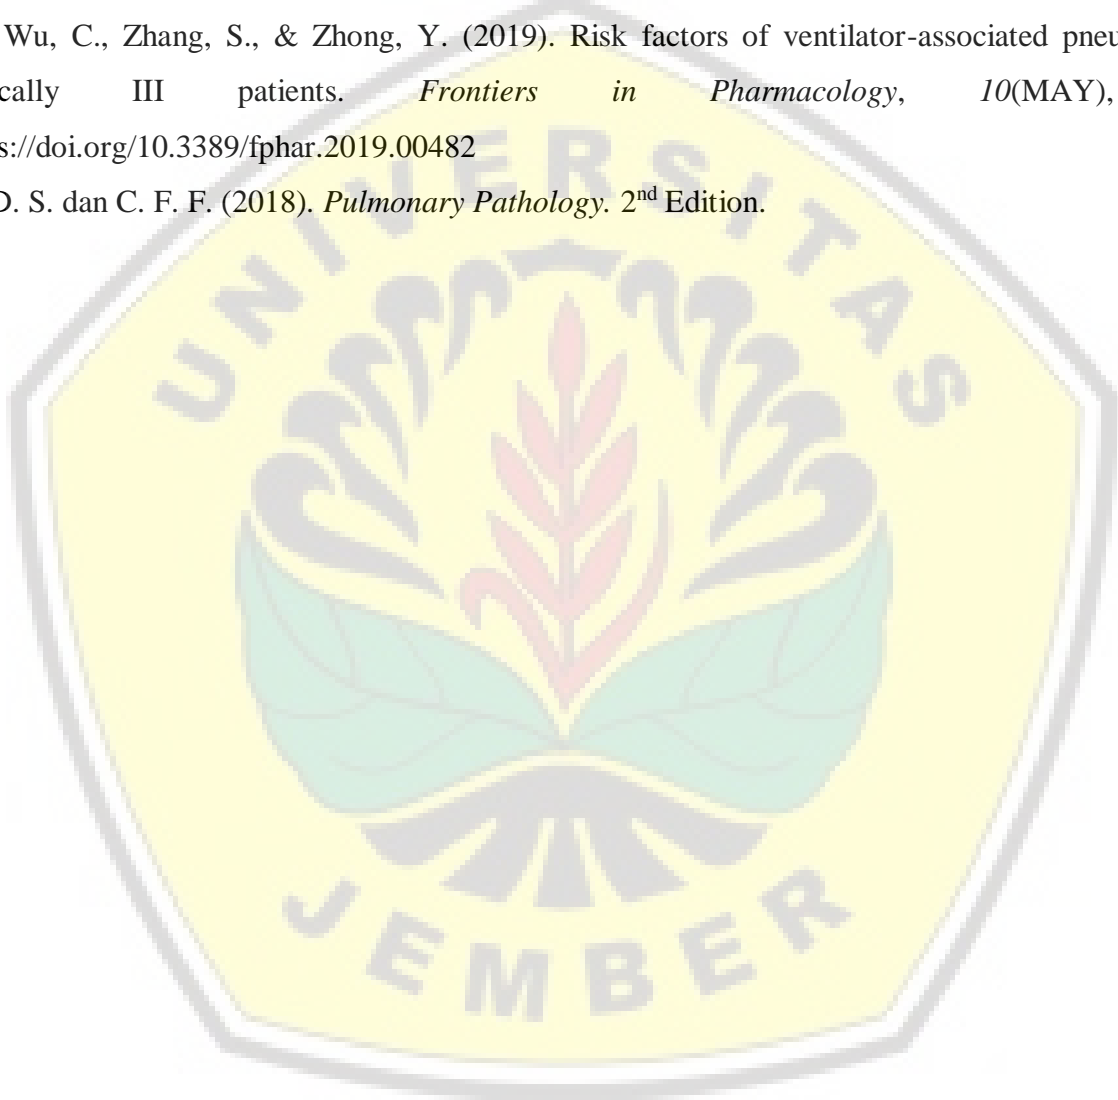 Wu, C., Zhang, S., & Zhong, Y. (2019). Risk factors of ventilator-associated pneu
cally III patients. Frontiers in Pharmacology, 10(MAY),
s://doi.org/10.3389/fphar.2019.00482
D. S. dan C. F. F. (2018). Pulmonary Pathology. 2nd Edition.
UNIVERSITAS
JEMBER